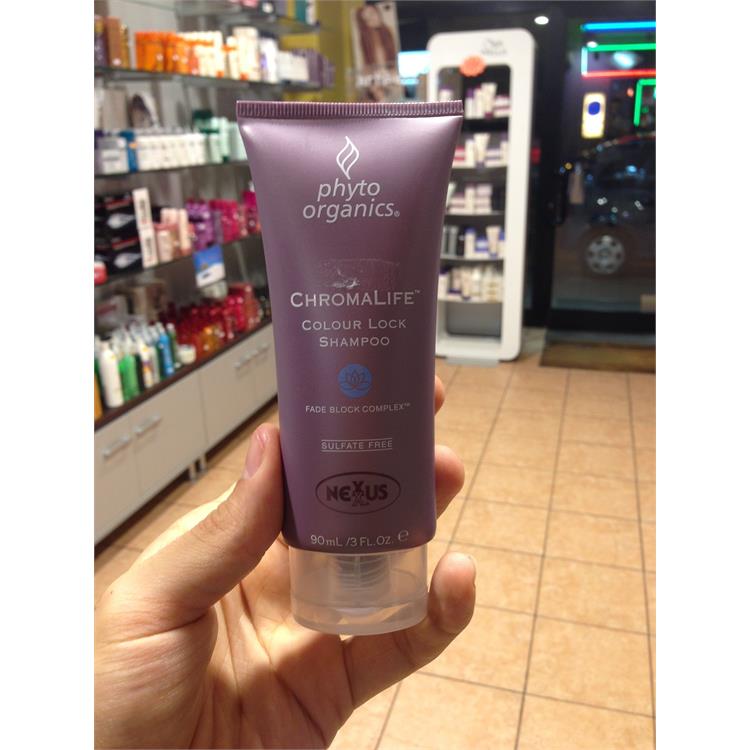 phyto
organics®
CHROMALIFE™
COLOUR LOCK
SHAMPOO
FADE BLOCK COMPLEX™
SULFATE FREE
NEXXUS
90mL /3 FL.OZ. e